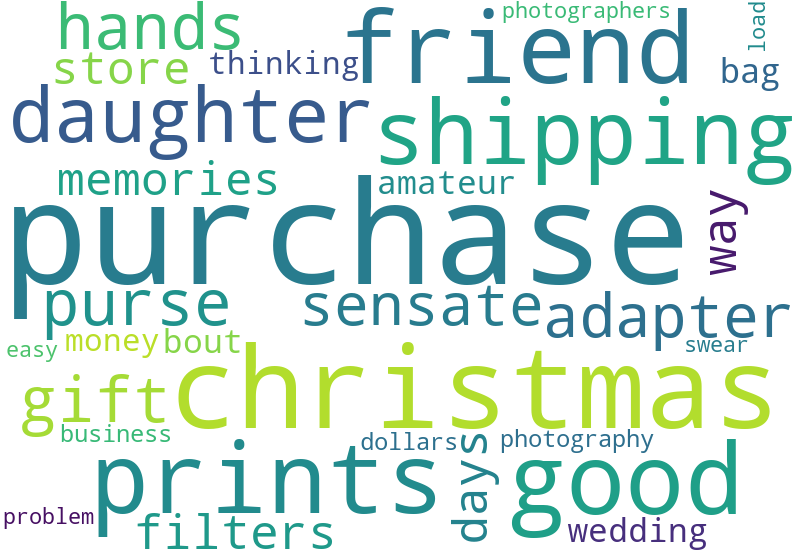 photographers
load
hands
friend
store
thinking
bag
daughter
shipping
memories
amateur
purchase
way
purse
sensate
adapter
easy
money
bout
swear
gift
christmas
business
dollars
photography
prints
days
good
problem
filters
wedding